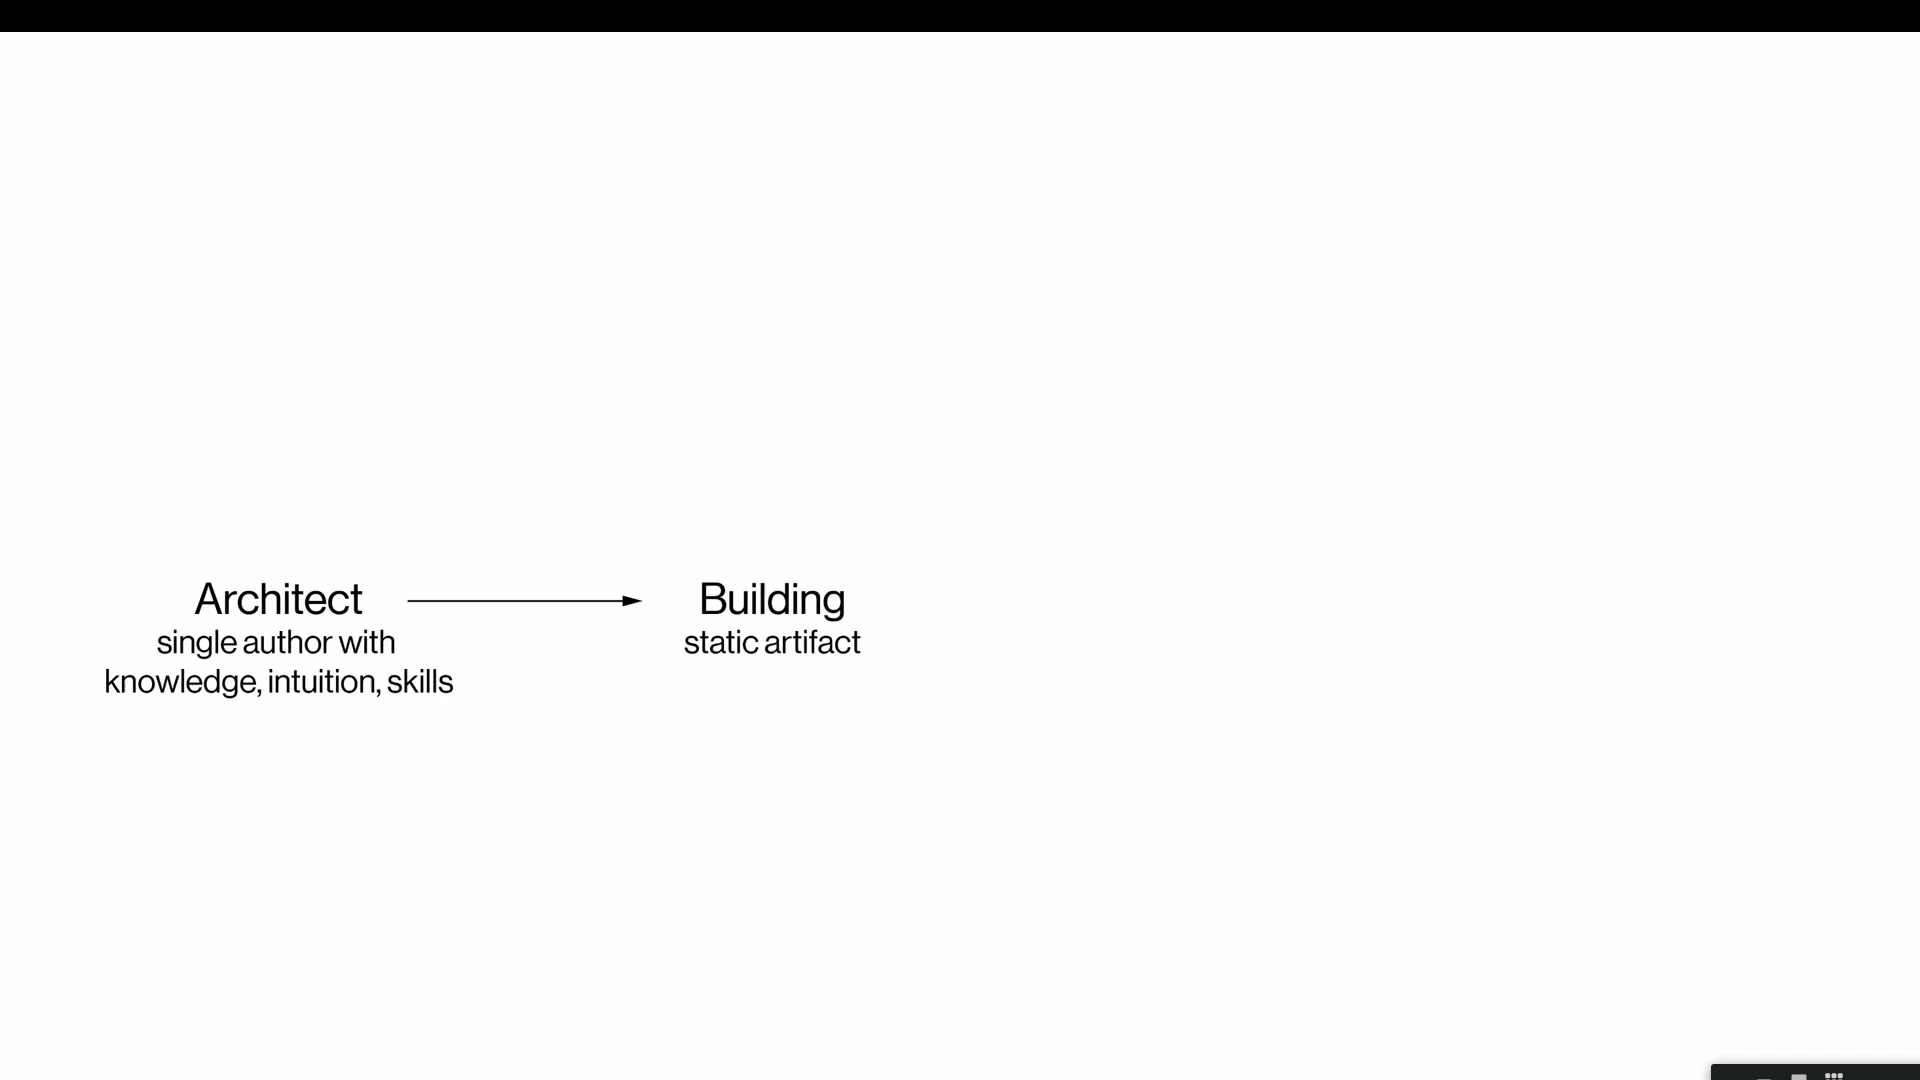 Architect
single author with
knowledge, intuition, skills
Building
static artifact